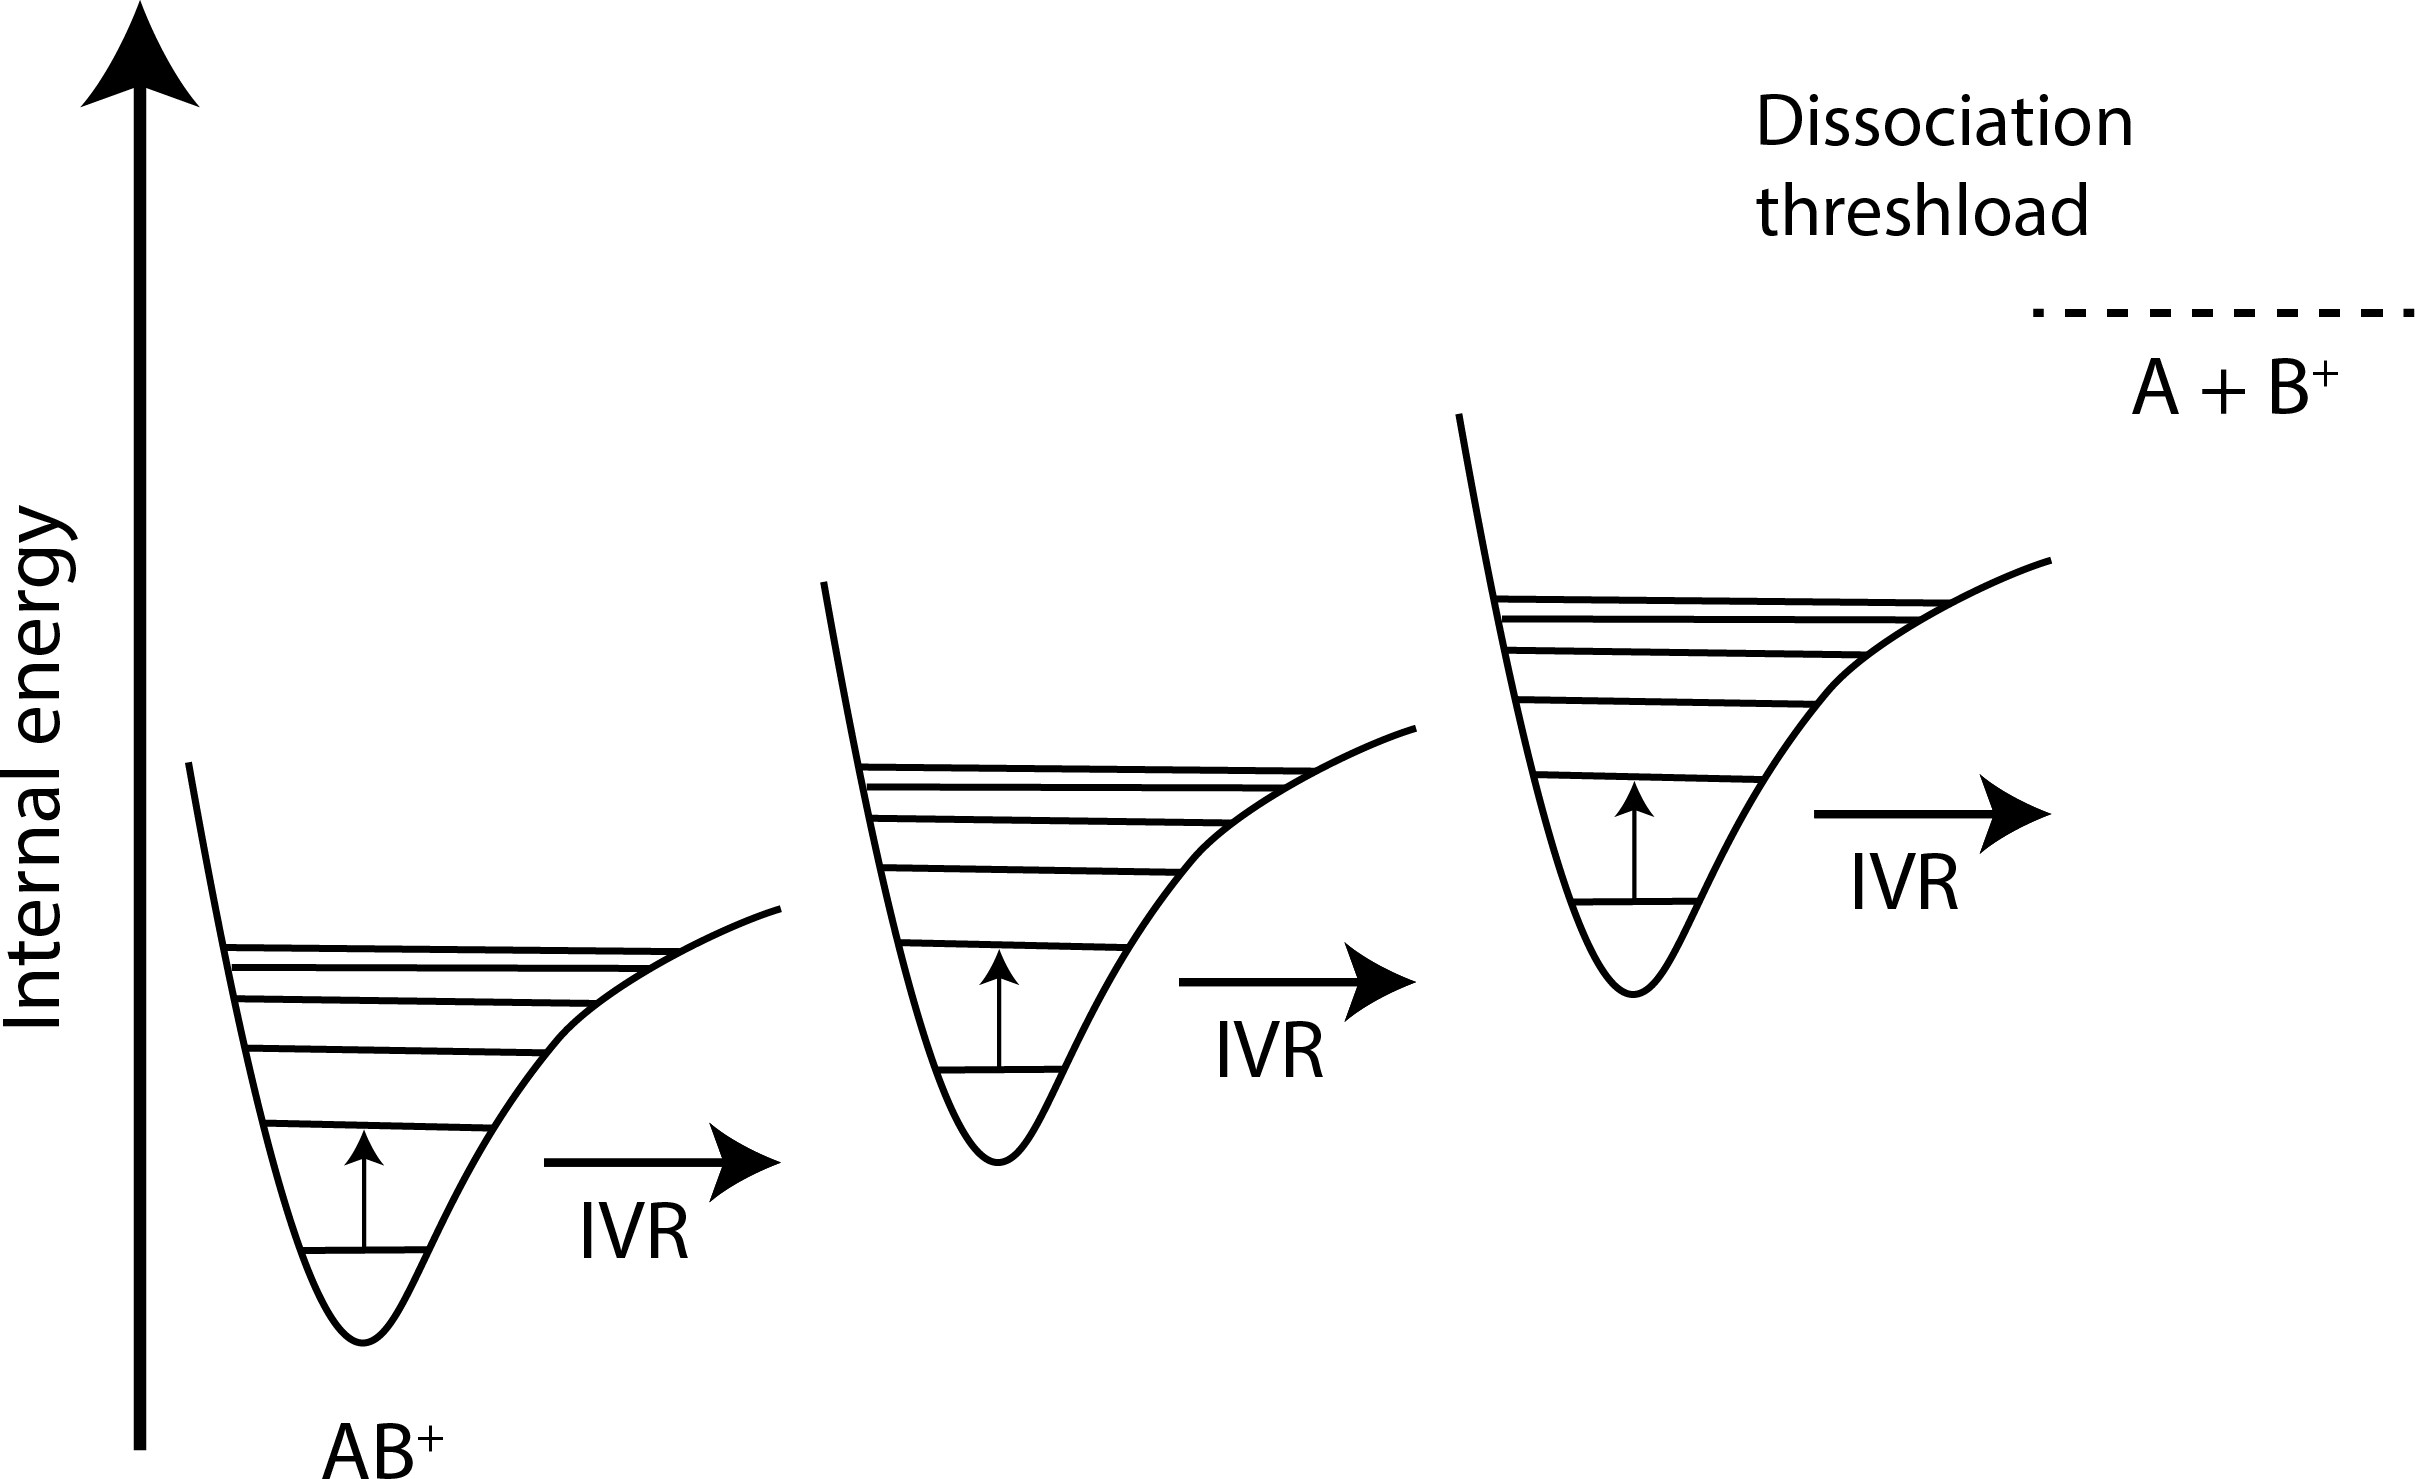 Dissociation
threshload
A + B⁺
Internal energy
IVR
IVR
IVR
AB⁺